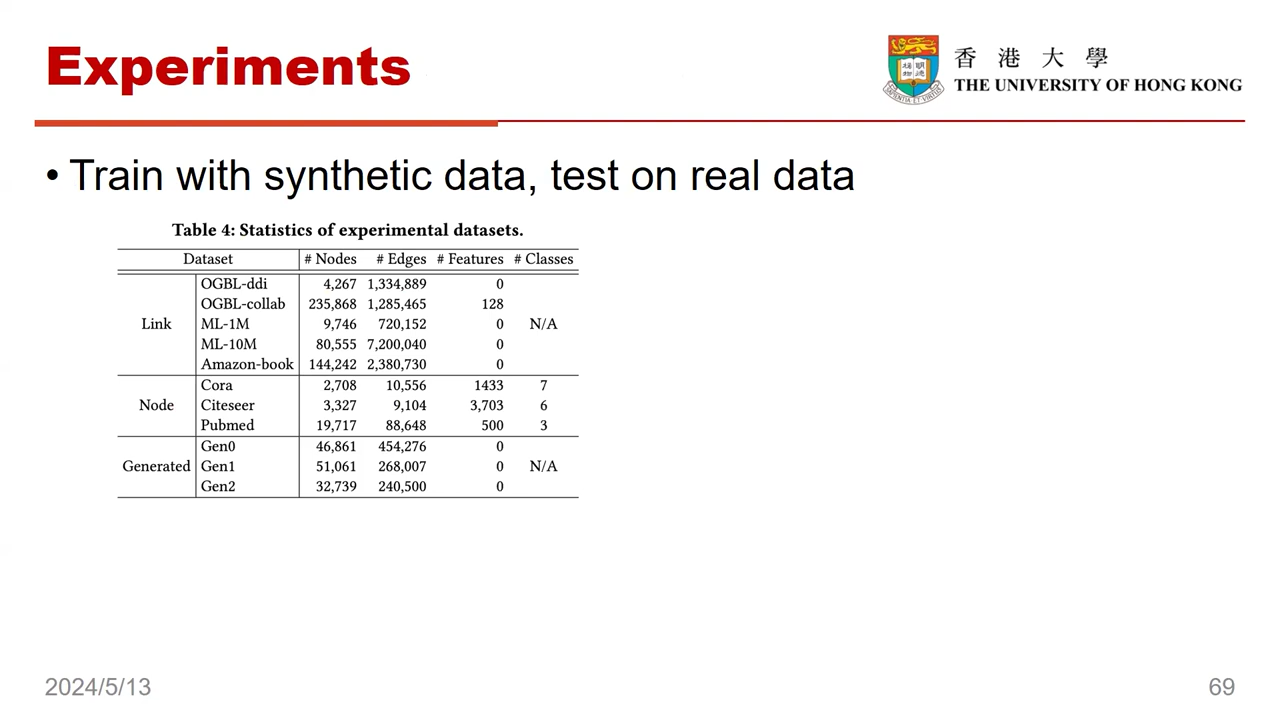 Experiments
香港大學
THE UNIVERSITY OF HONG KONG
• Train with synthetic data, test on real data
Table 4: Statistics of experimental datasets.
Dataset # Nodes # Edges # Features # Classes
Link
OGBL-ddi 4,267 1,334,889 0
OGBL-collab 235,868 1,285,465 128
ML-1M 9,746 720,152 0 N/A
ML-10M 80,555 7,200,040 0
Amazon-book 144,242 2,380,730 0
Node
Cora 2,708 10,556 1433 7
Citeseer 3,327 9,104 3,703 6
Pubmed 19,717 88,648 500 3
Generated
Gen0 46,861 454,276 0
Gen1 51,061 268,007 0 N/A
Gen2 32,739 240,500 0
2024/5/13
69